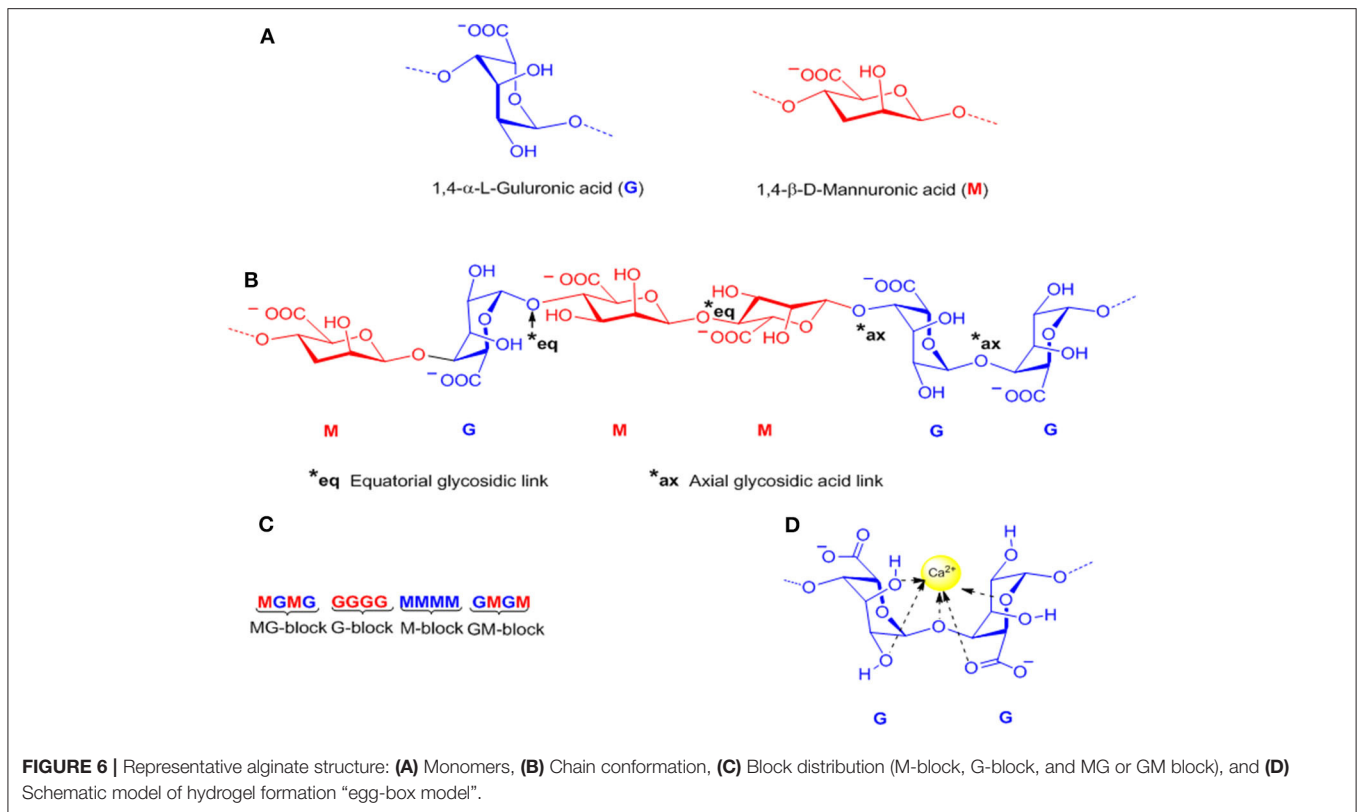 A
⁻OOC
O
OH
O
O
OH
⁻OOC
HO
O
O
O
1,4-α-L-Guluronic acid (G)
1,4-β-D-Mannuronic acid (M)
B
⁻OOC
HO
O
O
O
OH
O
OH
⁻OOC
O
*eq
⁻OOC
HO
HO
O
O
*eq
HO
⁻OOC
HO
O
O
*ax
⁻OOC
OH
O
OH
*ax
O
OH
O
OH
⁻OOC
O
M G M M G G
*eq Equatorial glycosidic link
*ax Axial glycosidic acid link
C
MGMG GGGG MMMM GMGM
MG-block G-block M-block GM-block
D
O
⁻O
O
H
O
O
H
O
Ca²⁺
O
H
O
O
O
O
H
O
O⁻
G G
FIGURE 6 | Representative alginate structure: (A) Monomers, (B) Chain conformation, (C) Block distribution (M-block, G-block, and MG or GM block), and (D)
Schematic model of hydrogel formation “egg-box model”.